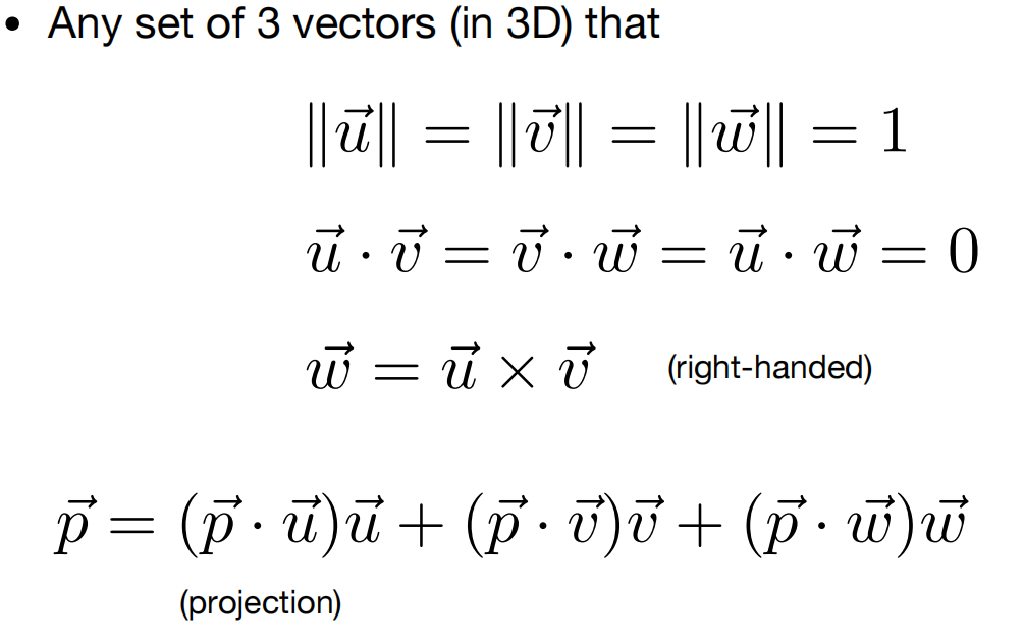 • Any set of 3 vectors (in 3D) that
‖u⃗‖ = ‖v⃗‖ = ‖w⃗‖ = 1
u⃗ · v⃗ = v⃗ · w⃗ = u⃗ · w⃗ = 0
w⃗ = u⃗ × v⃗ (right-handed)
p⃗ = (p⃗ · u⃗)u⃗ + (p⃗ · v⃗)v⃗ + (p⃗ · w⃗)w⃗
(projection)